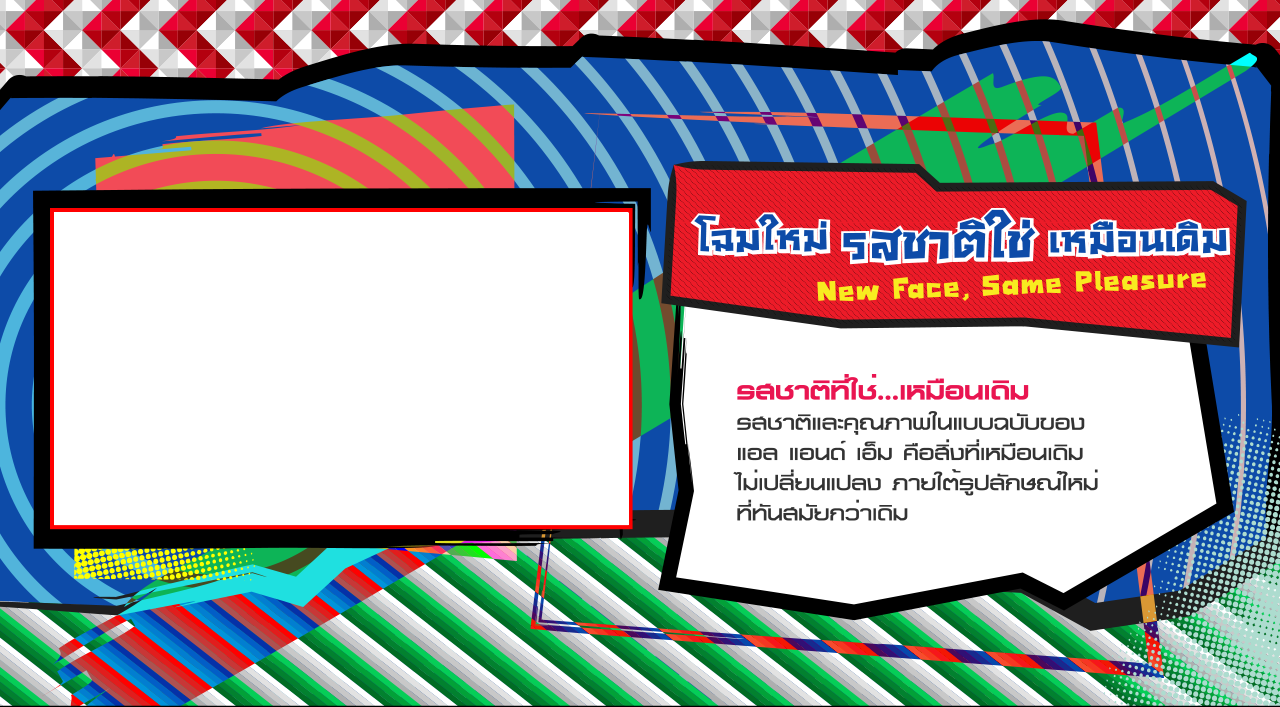 โฉมใหม่ รสชาติใช่ เหมือนเดิม
New Face, Same Pleasure
รสชาติที่ใช่...เหมือนเดิม
รสชาติและคุณภาพในแบบฉบับของ
แอล แอนด์ เอ็ม คือสิ่งที่เหมือนเดิม
ไม่เปลี่ยนแปลง ภายใต้รูปลักษณ์ใหม่
ที่ทันสมัยกว่าเดิม